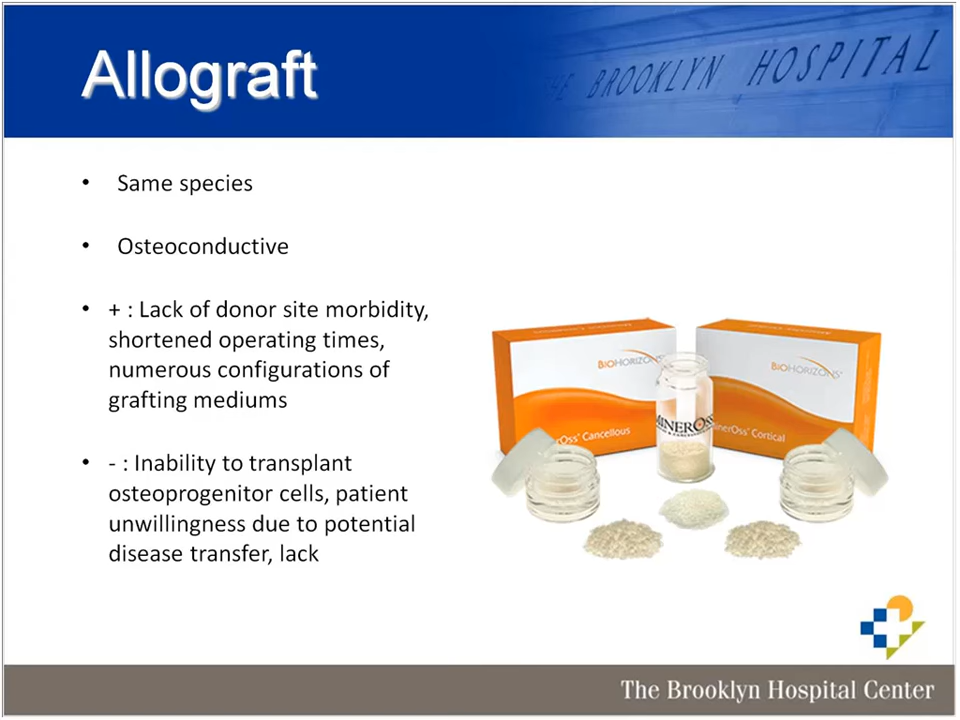 Allograft
THE BROOKLYN HOSPITAL
• Same species
• Osteoconductive
• + : Lack of donor site morbidity,
shortened operating times,
numerous configurations of
grafting mediums
• - : Inability to transplant
osteoprogenitor cells, patient
unwillingness due to potential
disease transfer, lack
BIOHORIZONS
BIOHORIZONS
MINEROSS
MinerOss® Cancellous
MinerOss® Cortical
The Brooklyn Hospital Center